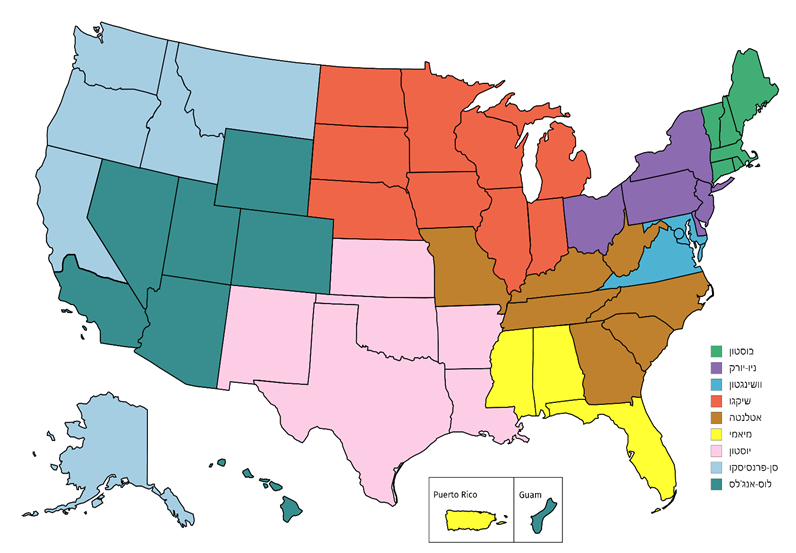 בוסטון
ניו-יורק
וושינגטון
שיקגו
אטלנטה
מיאמי
יוסטון
סן-פרנסיסקו
לוס-אנג'לס
Puerto Rico
Guam